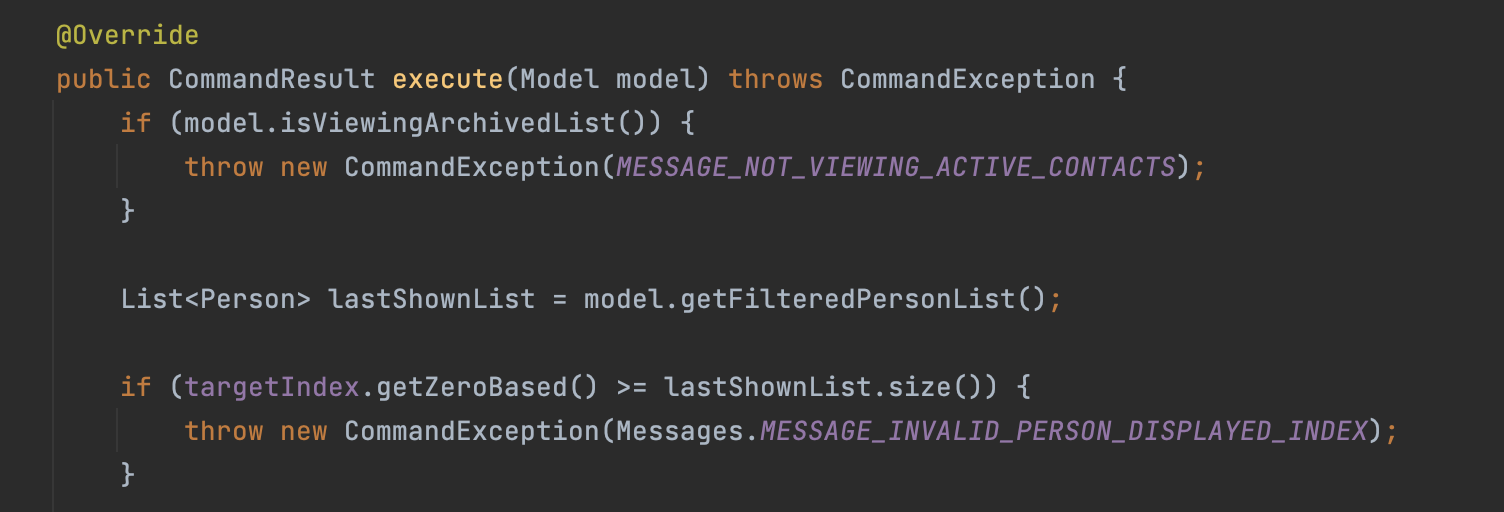 @Override
public CommandResult execute(Model model) throws CommandException {
    if (model.isViewingArchivedList()) {
        throw new CommandException(MESSAGE_NOT_VIEWING_ACTIVE_CONTACTS);
    }

    List<Person> lastShownList = model.getFilteredPersonList();

    if (targetIndex.getZeroBased() >= lastShownList.size()) {
        throw new CommandException(Messages.MESSAGE_INVALID_PERSON_DISPLAYED_INDEX);
    }